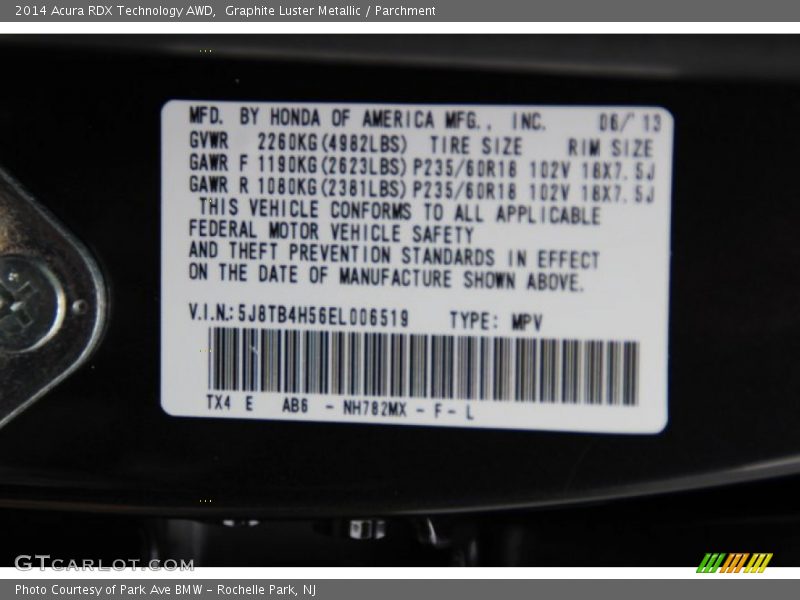 2014 Acura RDX Technology AWD,  Graphite Luster Metallic / Parchment
MFD. BY HONDA OF AMERICA MFG., INC. 06/'13
GVWR 2260KG(4982LBS) TIRE SIZE RIM SIZE
GAWR F 1190KG(2623LBS) P235/60R18 102V 18X7.5J
GAWR R 1080KG(2381LBS) P235/60R18 102V 18X7.5J
THIS VEHICLE CONFORMS TO ALL APPLICABLE
FEDERAL MOTOR VEHICLE SAFETY
AND THEFT PREVENTION STANDARDS IN EFFECT
ON THE DATE OF MANUFACTURE SHOWN ABOVE.
V.I.N.:5J8TB4H56EL006519 TYPE: MPV
TX4 E AB6 - NH782MX - F - L
GTCARLOT.COM
Photo Courtesy of Park Ave BMW - Rochelle Park, NJ